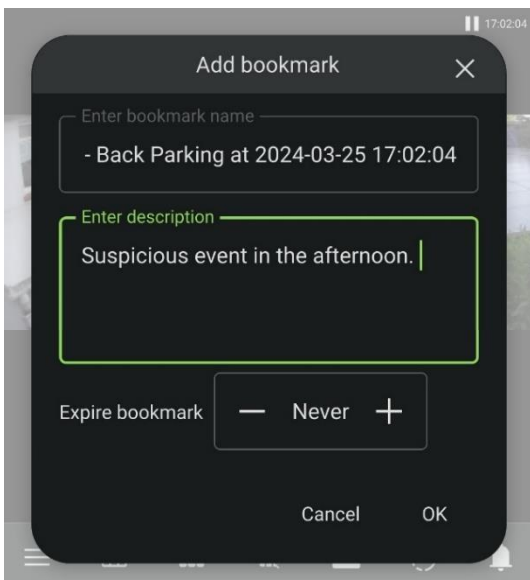 17:02:04
Add bookmark
Enter bookmark name
- Back Parking at 2024-03-25 17:02:04
Enter description
Suspicious event in the afternoon.
Expire bookmark
Never
Cancel
OK